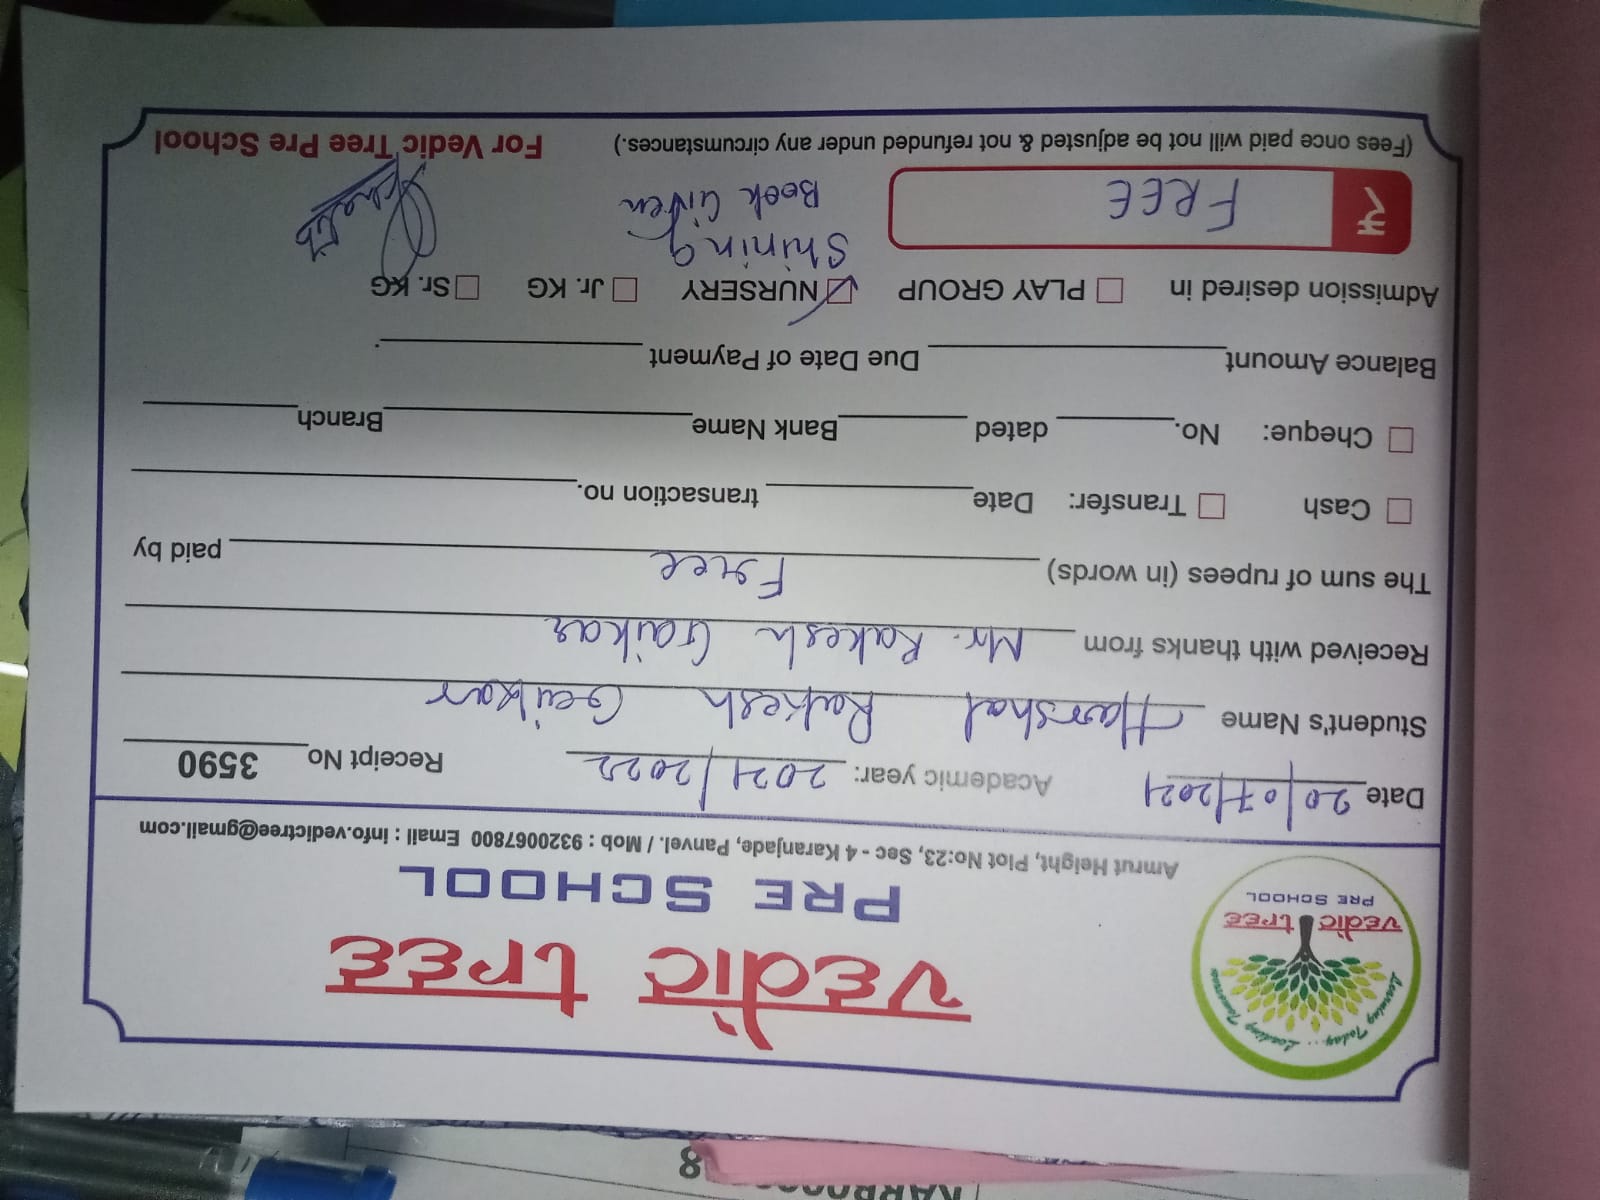 Learning Today... Leading Tomorrow
vedic tree
PRE SCHOOL
vedic tree
PRE SCHOOL
Amrut Height, Plot No:23, Sec - 4 Karanjade, Panvel. / Mob : 9320067800 Email : info.vedictree@gmail.com
Date 20/07/2021 Academic year: 2021/2022 Receipt No 3590
Student's Name Harshal Rakesh Gaikar
Received with thanks from Mr. Rakesh Gaikar
The sum of rupees (in words) Free paid by
Cash Transfer: Date transaction no.
Cheque: No. dated Bank Name Branch
Balance Amount Due Date of Payment .
Admission desired in PLAY GROUP NURSERY Jr. KG Sr. KG
₹ FREE Shining
Book Given
(Fees once paid will not be adjusted & not refunded under any circumstances.) For Vedic Tree Pre School
8